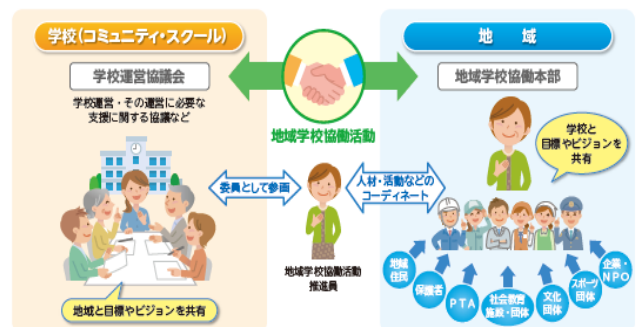 学校(コミュニティ・スクール)
学校運営協議会
学校運営・その運営に必要な
支援に関する協議など
地域と目標やビジョンを共有
地域学校協働活動
委員として参画
人材・活動などの
コーディネート
地域学校協働活動
推進員
地域
地域学校協働本部
学校と
目標やビジョンを
共有
地域
住民
保護者
PTA
社会教育
施設・団体
文化
団体
スポーツ
団体
企業・
NPO